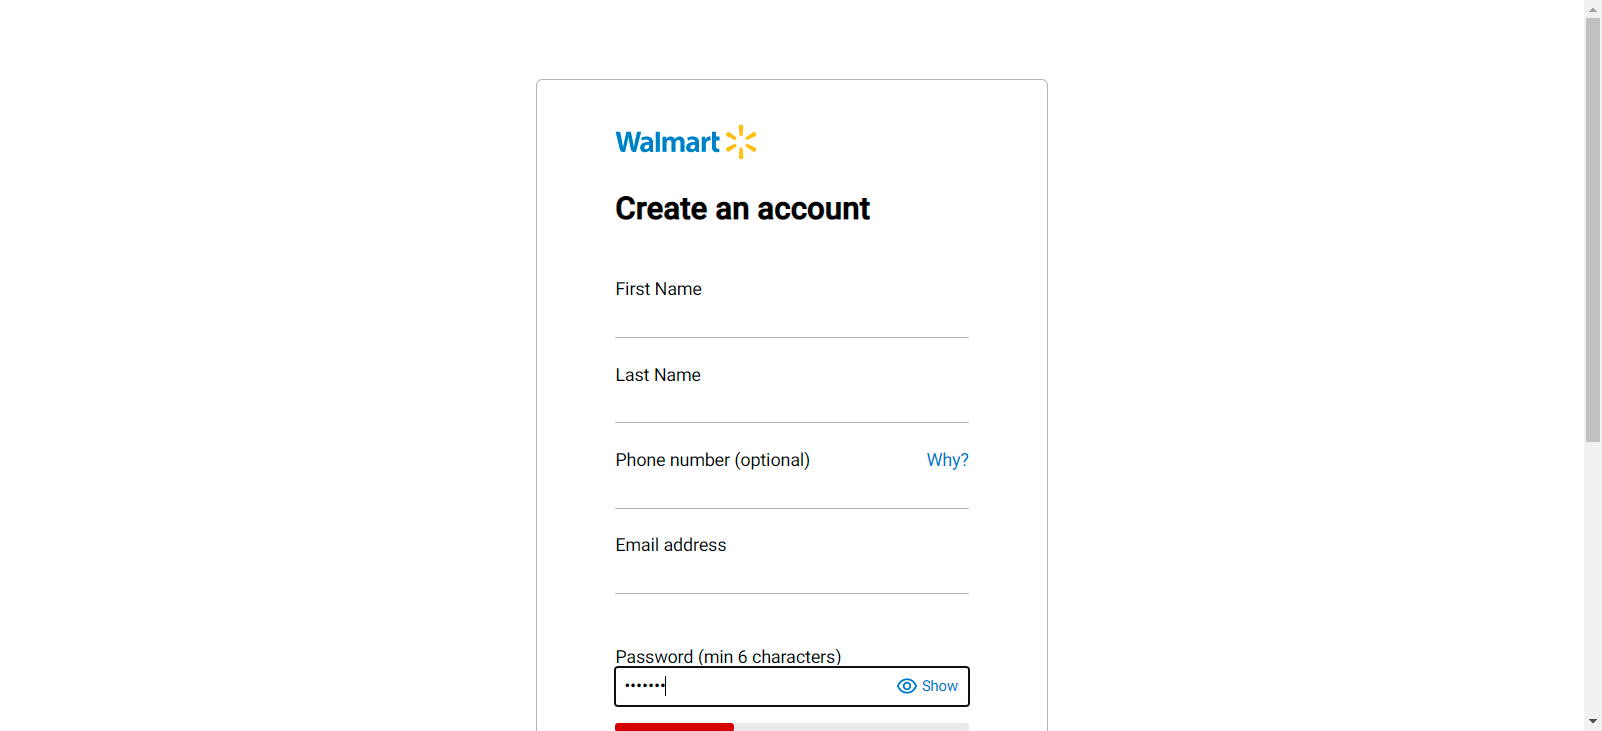 Walmart
Create an account
First Name
Last Name
Phone number (optional) Why?
Email address
Password (min 6 characters)
••••••• Show